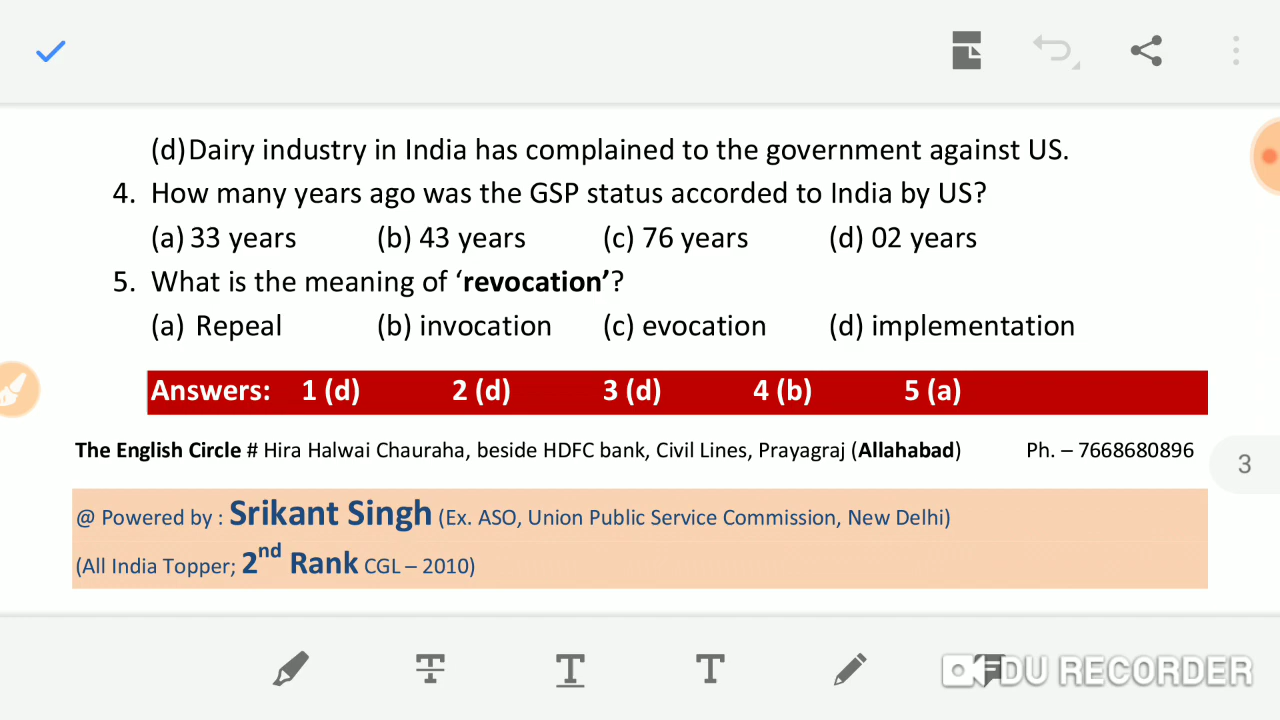 (d) Dairy industry in India has complained to the government against US.
4. How many years ago was the GSP status accorded to India by US?
(a) 33 years (b) 43 years (c) 76 years (d) 02 years
5. What is the meaning of ‘revocation’?
(a) Repeal (b) invocation (c) evocation (d) implementation
Answers: 1 (d) 2 (d) 3 (d) 4 (b) 5 (a)
The English Circle # Hira Halwai Chauraha, beside HDFC bank, Civil Lines, Prayagraj (Allahabad) Ph. – 7668680896
3
@ Powered by : Srikant Singh (Ex. ASO, Union Public Service Commission, New Delhi)
(All India Topper; 2nd Rank CGL – 2010)
T T T
DU RECORDER